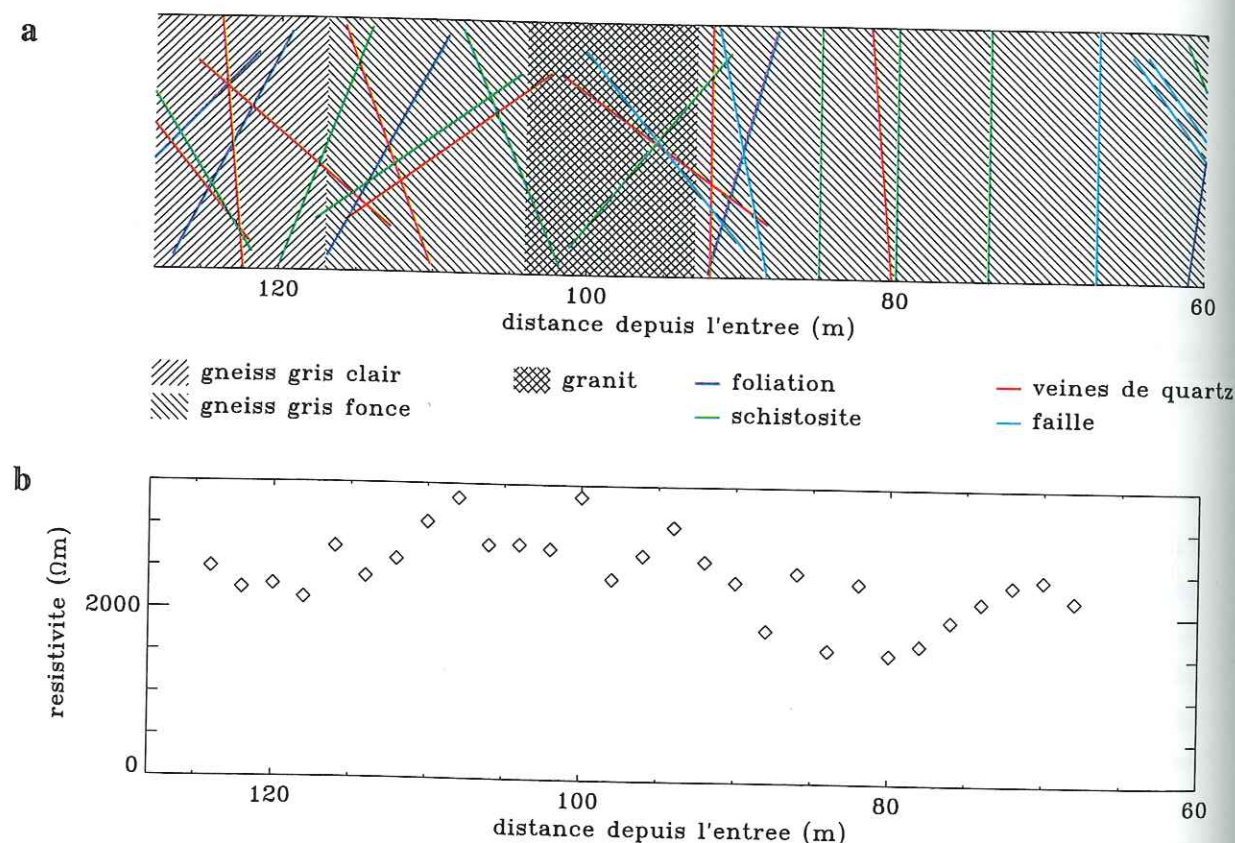 a
120 100 80 60
distance depuis l'entree (m)
gneiss gris clair granit foliation veines de quartz
gneiss gris fonce schistosite faille
b
resistivite (Ωm)
2000
0
120 100 80 60
distance depuis l'entree (m)